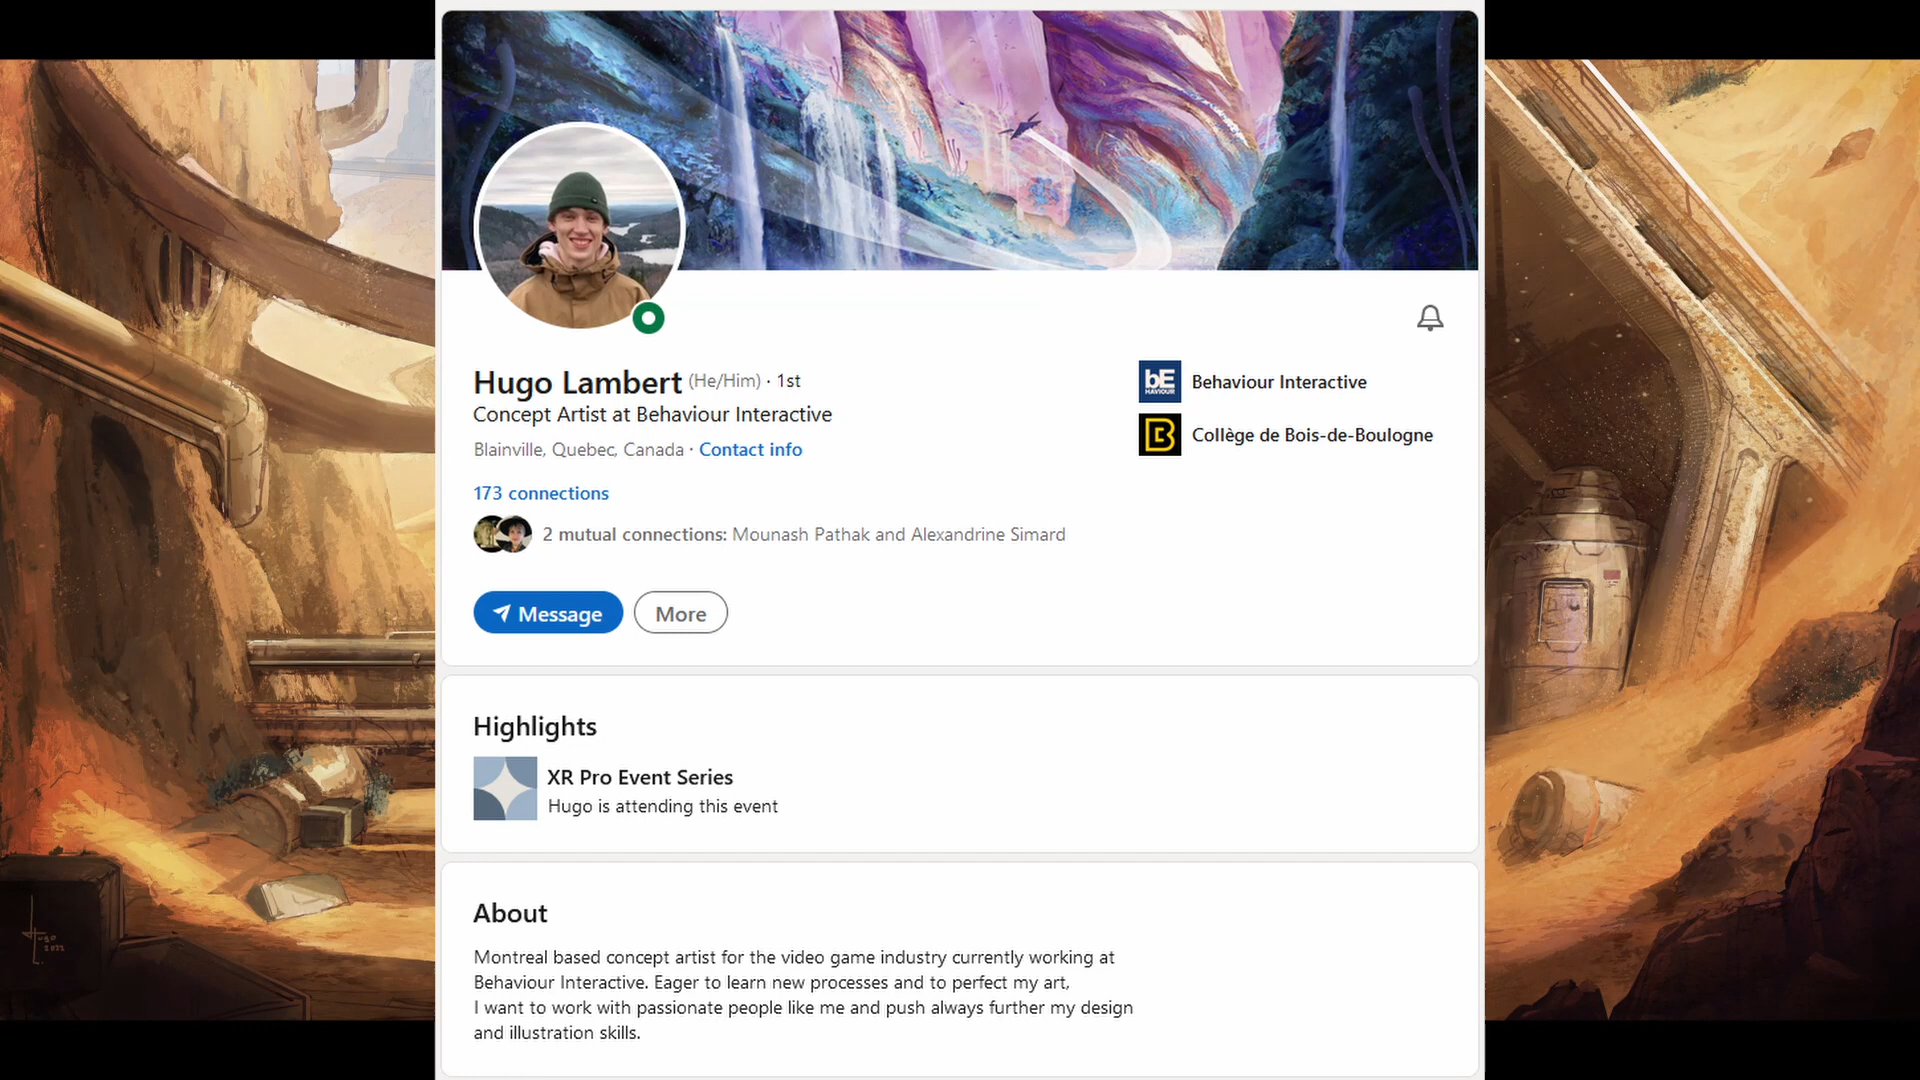 Hugo Lambert (He/Him) · 1st
Concept Artist at Behaviour Interactive
Blainville, Quebec, Canada · Contact info
173 connections
2 mutual connections: Mounash Pathak and Alexandrine Simard
Message
More
bE
HAVIOUR
Behaviour Interactive
B
Collège de Bois-de-Boulogne
Highlights
XR Pro Event Series
Hugo is attending this event
About
Montreal based concept artist for the video game industry currently working at
Behaviour Interactive. Eager to learn new processes and to perfect my art,
I want to work with passionate people like me and push always further my design
and illustration skills.
Hugo
2022
L.